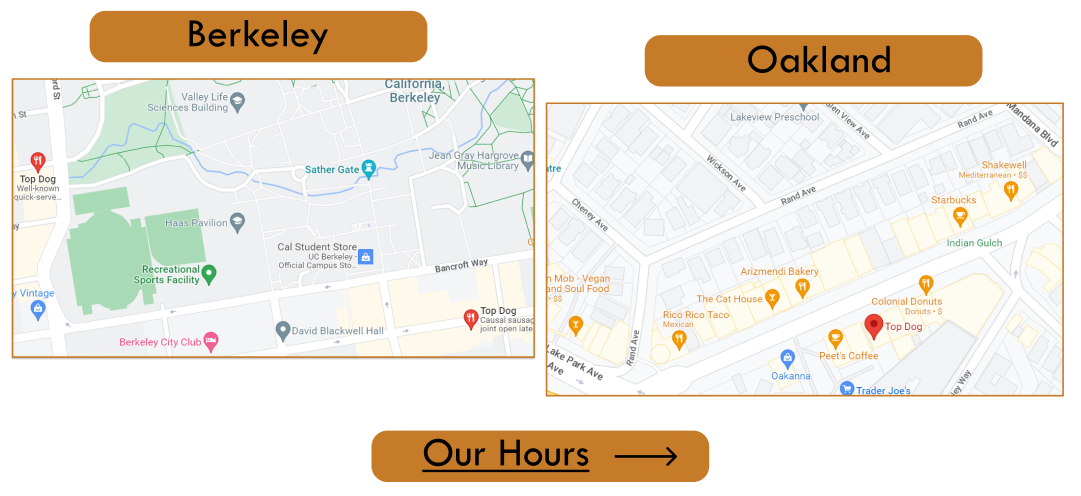 Berkeley
California,
Berkeley
rd St
Valley Life
Sciences Building
h St
Sather Gate
Jean Gray Hargrove
Music Library
Top Dog
Well-known
quick-serve...
Haas Pavilion
Cal Student Store
UC Berkeley -
Official Campus Sto...
Bancroft Way
Recreational
Sports Facility
y Vintage
Top Dog
Causal sausag
joint open late
David Blackwell Hall
Berkeley City Club
Oakland
Lakeview Preschool
alen View Ave
Rand Ave
Mandana Blvd
Wickson Ave
Shakewell
Mediterranean • $$
atre
Rand Ave
Starbucks
Cheney Ave
Indian Gulch
n Mob - Vegan
and Soul Food
• $$
Arizmendi Bakery
The Cat House
Colonial Donuts
Donuts • $
Rico Rico Taco
Mexican
Top Dog
Rand Ave
Peet's Coffee
Lake Park Ave
Ave
Oakanna
Trader Joe's
ley Way
Our Hours